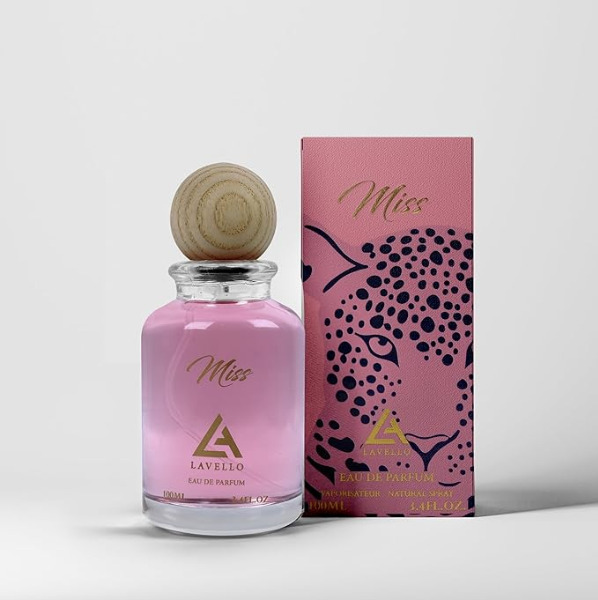 Miss
LAVELLO
EAU DE PARFUM
100ML 3.4FL.OZ.
Miss
LAVELLO
EAU DE PARFUM
VAPORISATEUR . NATURAL SPRAY
100ML 3.4FL.OZ.